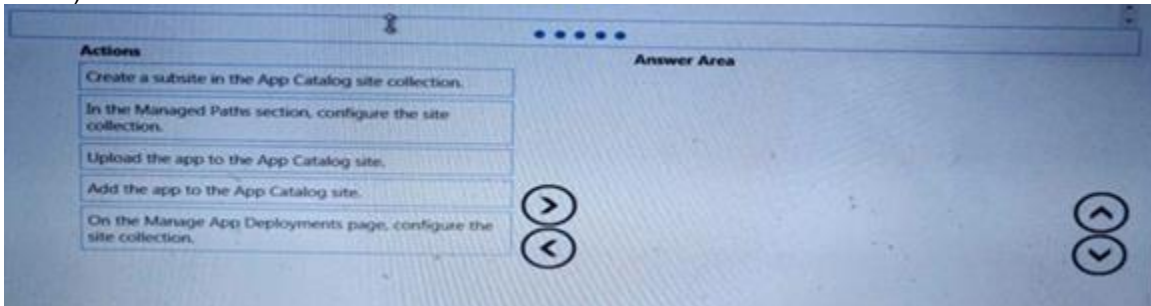 Actions
Answer Area
Create a subsite in the App Catalog site collection.
In the Managed Paths section, configure the site
collection.
Upload the app to the App Catalog site.
Add the app to the App Catalog site.
On the Manage App Deployments page, configure the
site collection.